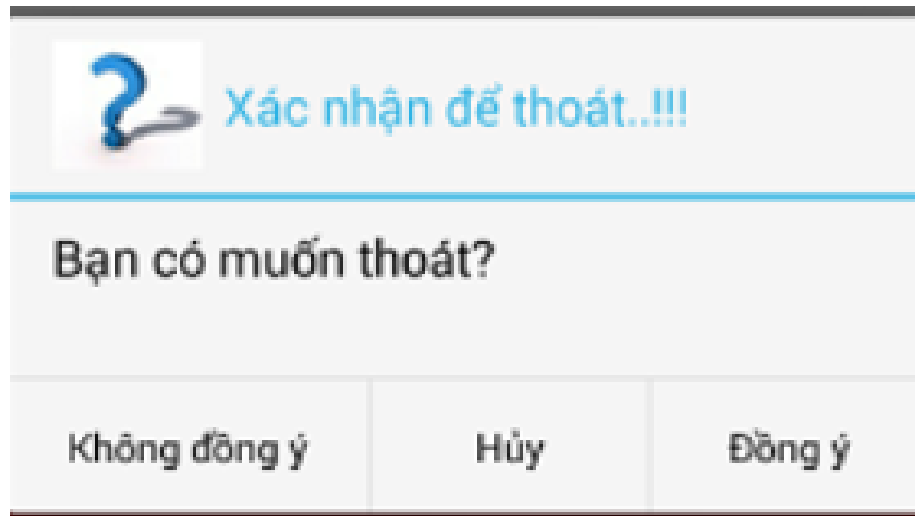 Xác nhận để thoát..!!!
Bạn có muốn thoát?
Không đồng ý Hủy Đồng ý